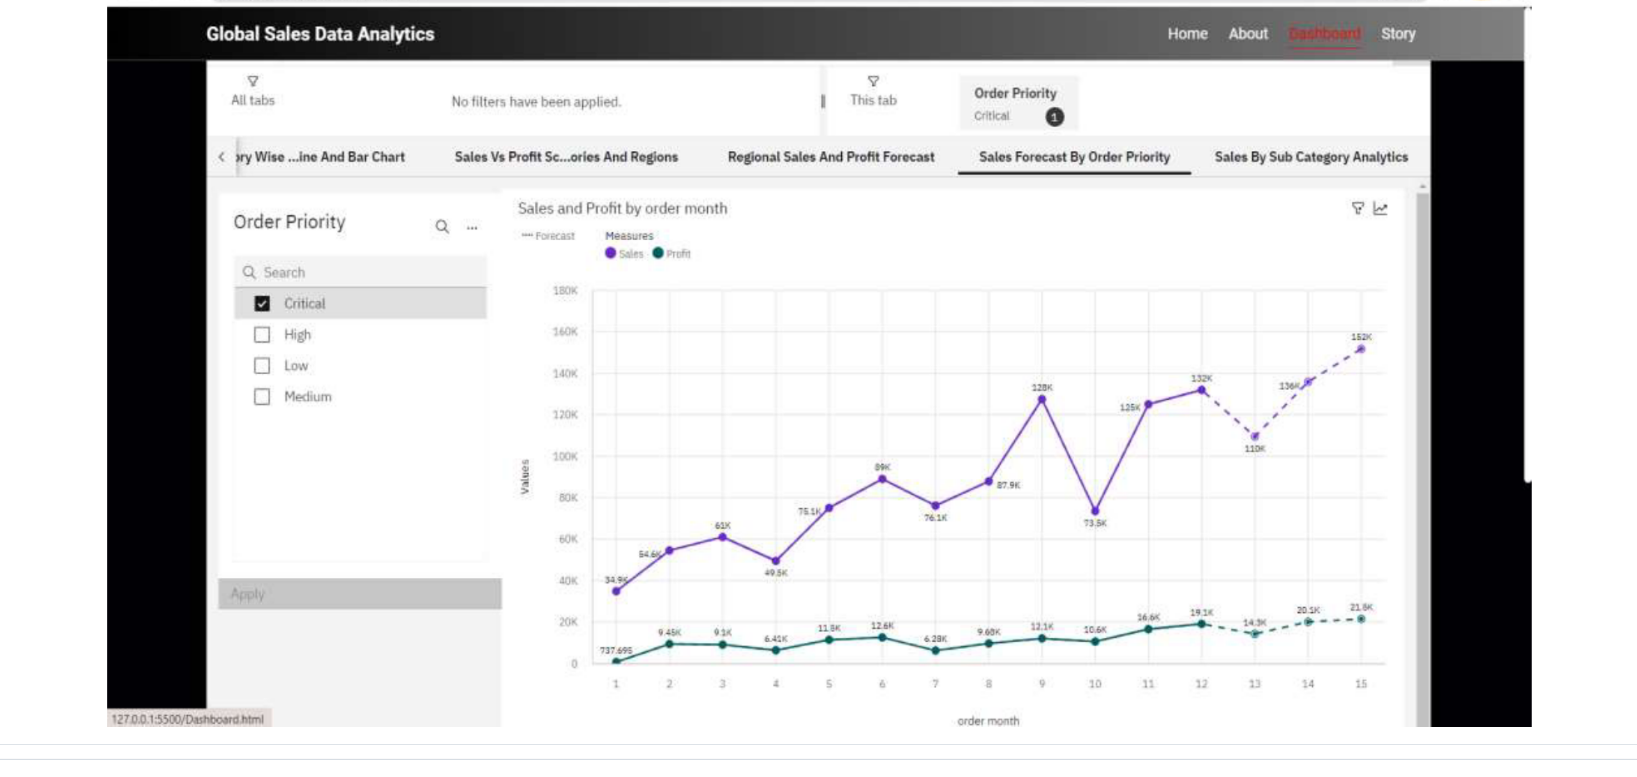 Global Sales Data Analytics
Home About Dashboard Story
All tabs
No filters have been applied.
This tab
Order Priority
Critical 1
ory Wise ...ine And Bar Chart
Sales Vs Profit Sc...ories And Regions
Regional Sales And Profit Forecast
Sales Forecast By Order Priority
Sales By Sub Category Analytics
Order Priority
...
Search
Critical
High
Low
Medium
Apply
Sales and Profit by order month
Forecast
Measures
Sales Profit
180K
160K
140K
120K
100K
80K
60K
40K
20K
0
Values
34.9K
54.6K
61K
49.5K
75.1K
89K
76.1K
87.9K
128K
73.5K
125K
132K
110K
136K
152K
737.695
9.45K
9.1K
6.41K
11.5K
12.6K
6.28K
9.68K
12.1K
10.6K
16.6K
19.1K
14.3K
20.1K
21.5K
1 2 3 4 5 6 7 8 9 10 11 12 13 14 15
order month
127.0.0.1:5500/Dashboard.html